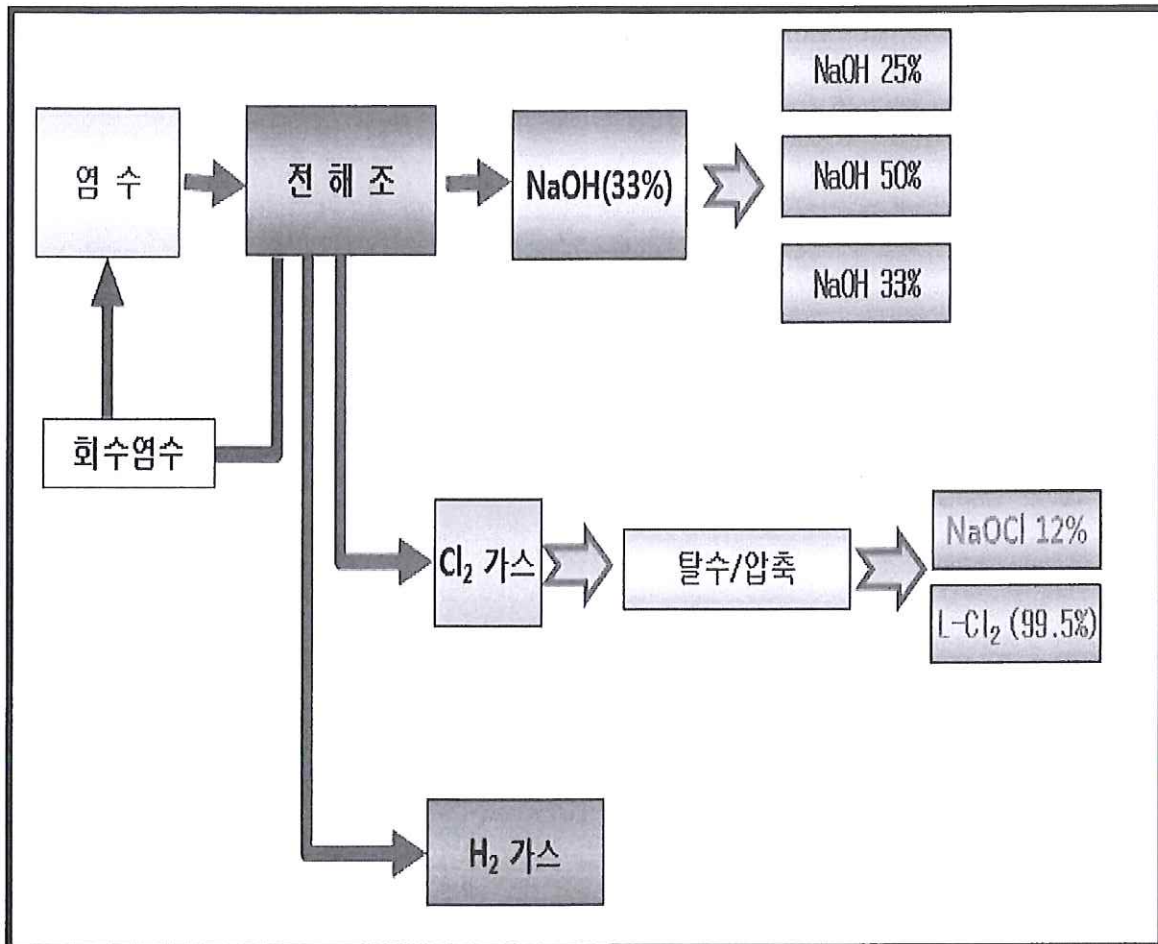 NaOH 25%
염 수
전 해 조
NaOH(33%)
NaOH 50%
NaOH 33%
회수염수
Cl₂ 가스
탈수/압축
NaOCl 12%
L-Cl₂ (99.5%)
H₂ 가스